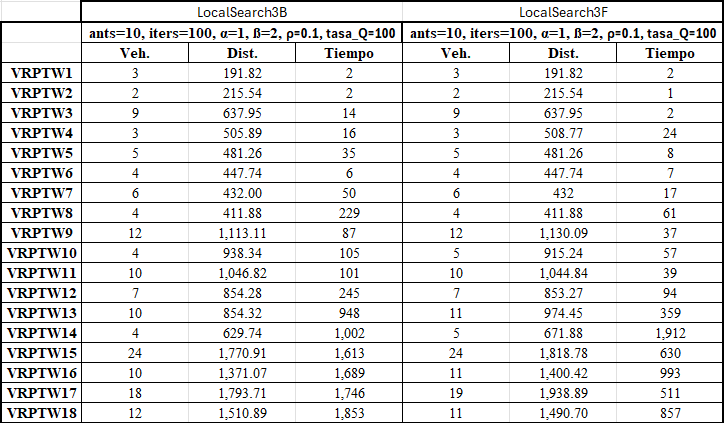 LocalSearch3B LocalSearch3F
ants=10, iters=100, α=1, ß=2, ρ=0.1, tasa_Q=100 ants=10, iters=100, α=1, ß=2, ρ=0.1, tasa_Q=100
Veh. Dist. Tiempo Veh. Dist. Tiempo
VRPTW1 3 191.82 2 3 191.82 2
VRPTW2 2 215.54 2 2 215.54 1
VRPTW3 9 637.95 14 9 637.95 2
VRPTW4 3 505.89 16 3 508.77 24
VRPTW5 5 481.26 35 5 481.26 8
VRPTW6 4 447.74 6 4 447.74 7
VRPTW7 6 432.00 50 6 432 17
VRPTW8 4 411.88 229 4 411.88 61
VRPTW9 12 1,113.11 87 12 1,130.09 37
VRPTW10 4 938.34 105 5 915.24 57
VRPTW11 10 1,046.82 101 10 1,044.84 39
VRPTW12 7 854.28 245 7 853.27 94
VRPTW13 10 854.32 948 11 974.45 359
VRPTW14 4 629.74 1,002 5 671.88 1,912
VRPTW15 24 1,770.91 1,613 24 1,818.78 630
VRPTW16 10 1,371.07 1,689 11 1,400.42 993
VRPTW17 18 1,793.71 1,746 19 1,938.89 511
VRPTW18 12 1,510.89 1,853 11 1,490.70 857